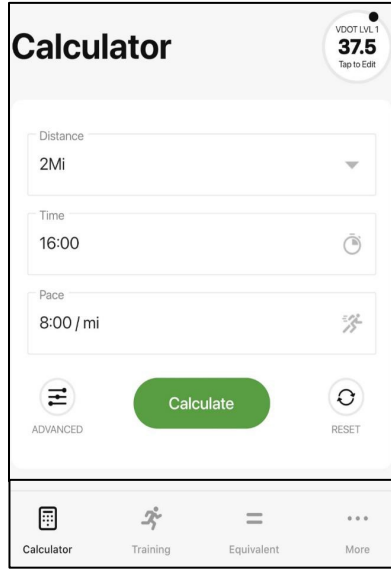 Calculator
VDOT LVL 1
37.5
Tap to Edit
Distance
2Mi
Time
16:00
Pace
8:00 / mi
Calculate
ADVANCED
RESET
Calculator
Training
Equivalent
More